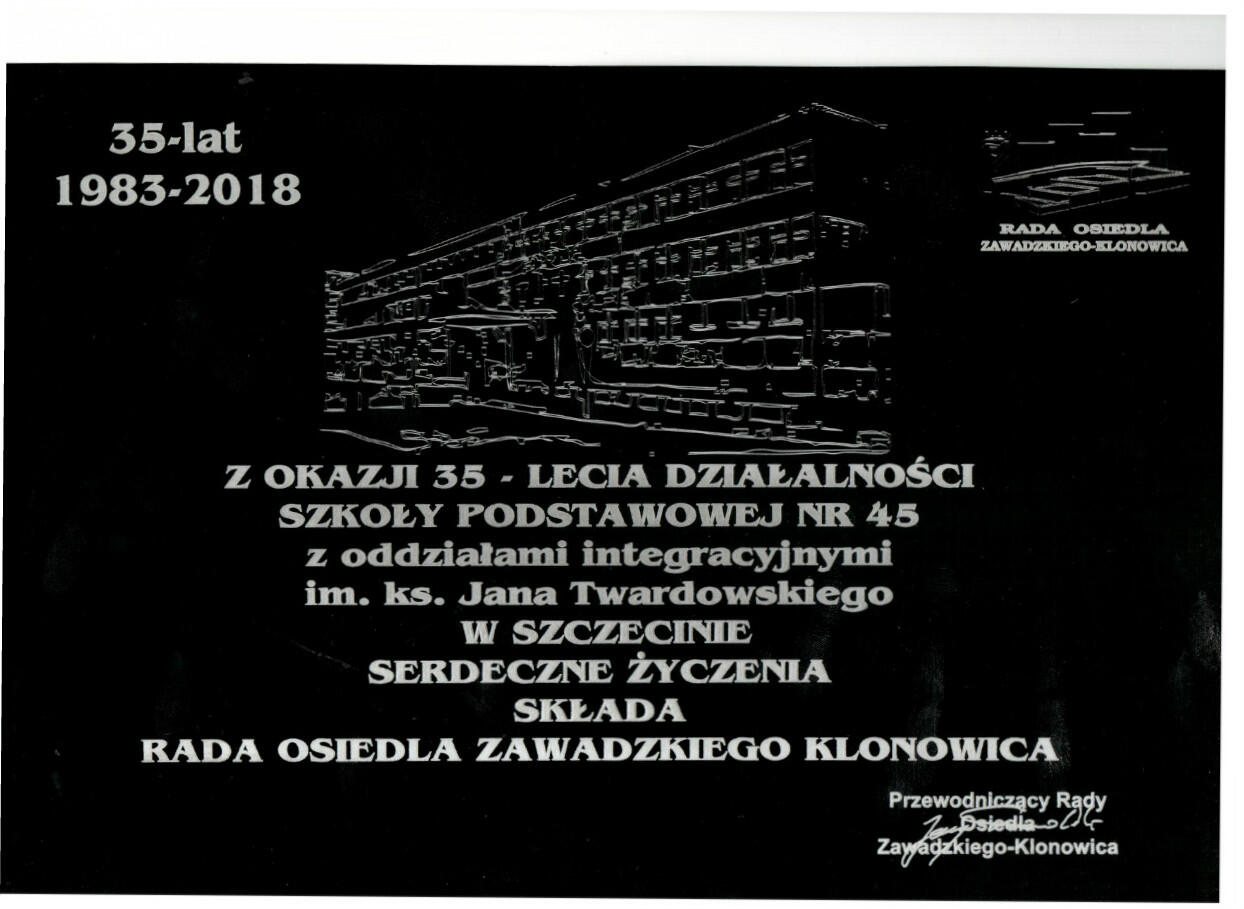 35-lat
1983-2018
RADA OSIEDLA
ZAWADZKIEGO-KLONOWICA
Z OKAZJI 35 - LECIA DZIAŁALNOŚCI
SZKOŁY PODSTAWOWEJ NR 45
z oddziałami integracyjnymi
im. ks. Jana Twardowskiego
W SZCZECINIE
SERDECZNE ŻYCZENIA
SKŁADA
RADA OSIEDLA ZAWADZKIEGO KLONOWICA
Przewodniczący Rady
Osiedla
Zawadzkiego-Klonowica